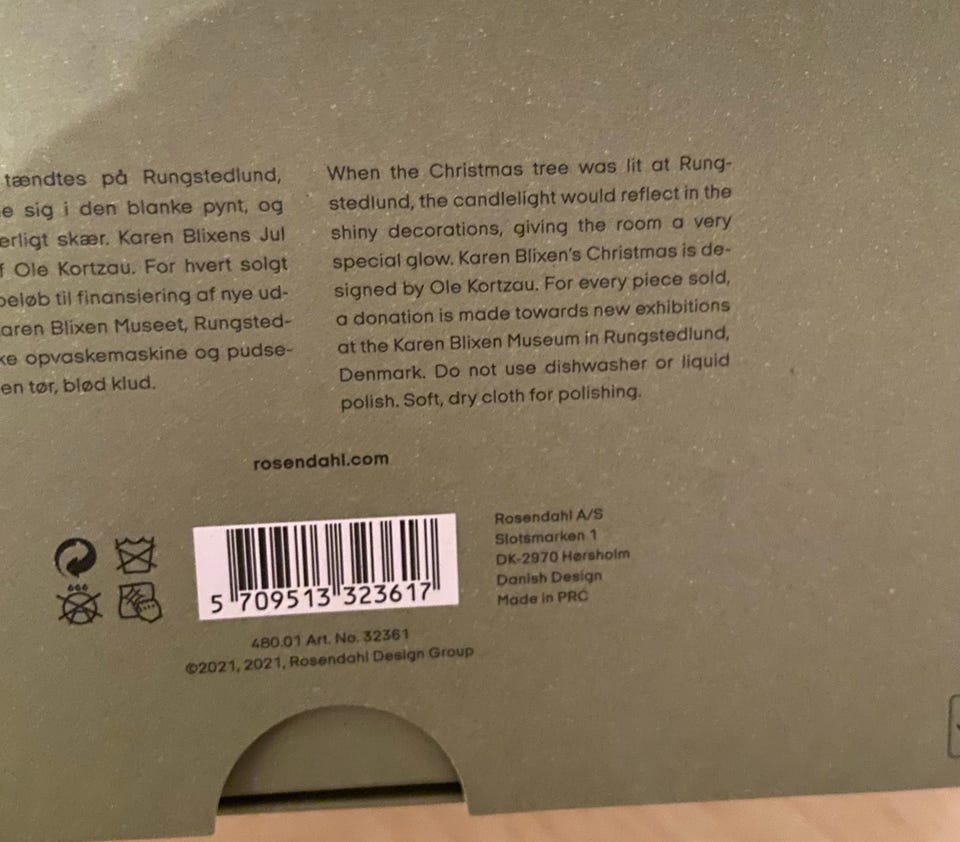 tændtes på Rungstedlund,
sig i den blanke pynt, og
skær. Karen Blixens Jul
Ole Kortzau. For hvert solgt
til finansiering af nye ud-
Blixen Museet, Rungsted-
opvaskemaskine og pudse-
en tør, blød klud.
When the Christmas tree was lit at Rung-
stedlund, the candlelight would reflect in the
shiny decorations, giving the room a very
special glow. Karen Blixen's Christmas is de-
signed by Ole Kortzau. For every piece sold,
a donation is made towards new exhibitions
at the Karen Blixen Museum in Rungstedlund,
Denmark. Do not use dishwasher or liquid
polish. Soft, dry cloth for polishing.
rosendahl.com
5 709513 323617
480.01 Art. No. 32361
©2021, 2021, Rosendahl Design Group
Rosendahl A/S
Slotsmarken 1
DK-2970 Hørsholm
Danish Design
Made in PRC